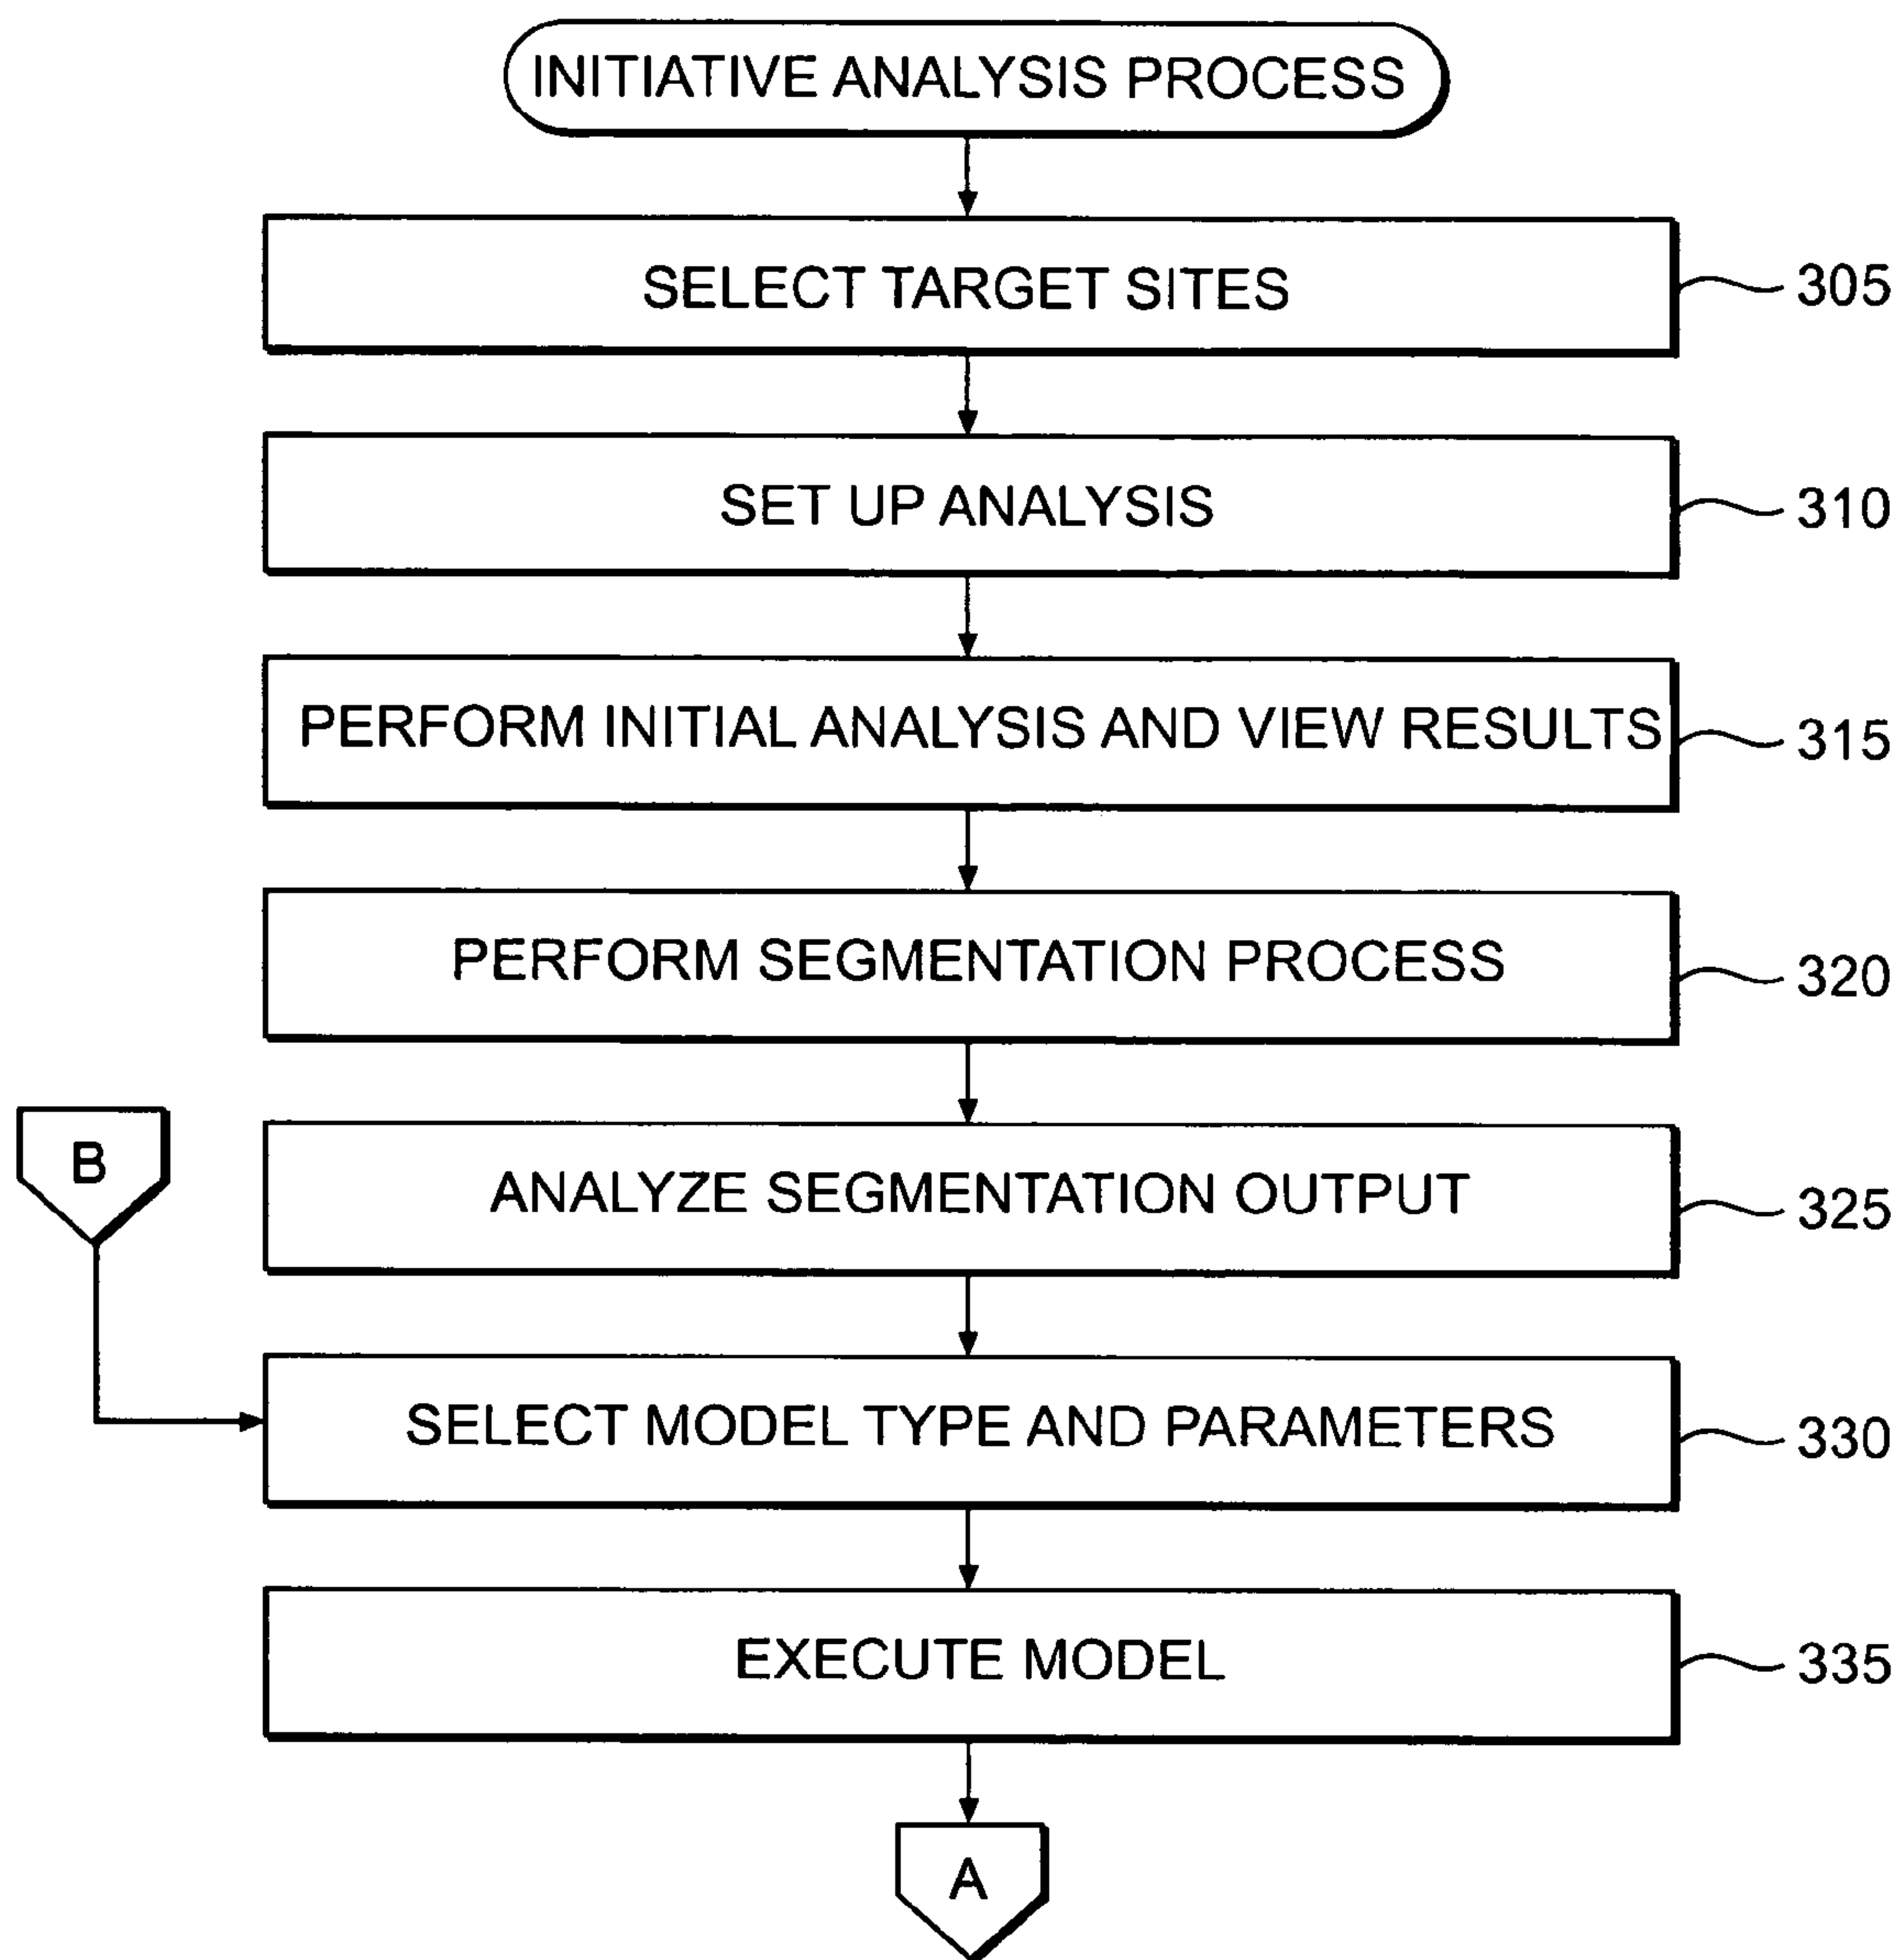 INITIATIVE ANALYSIS PROCESS
SELECT TARGET SITES
305
SET UP ANALYSIS
310
PERFORM INITIAL ANALYSIS AND VIEW RESULTS
315
PERFORM SEGMENTATION PROCESS
320
B
ANALYZE SEGMENTATION OUTPUT
325
SELECT MODEL TYPE AND PARAMETERS
330
EXECUTE MODEL
335
A